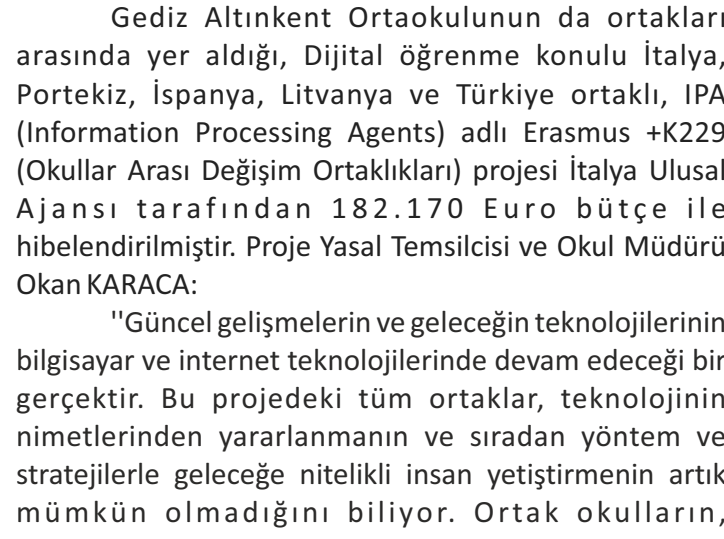 Gediz Altınkent Ortaokulunun da ortakları
arasında yer aldığı, Dijital öğrenme konulu İtalya,
Portekiz, İspanya, Litvanya ve Türkiye ortaklı, IPA
(Information Processing Agents) adlı Erasmus +K229
(Okullar Arası Değişim Ortaklıkları) projesi İtalya Ulusal
Ajansı tarafından 182.170 Euro bütçe ile
hibelendirilmiştir. Proje Yasal Temsilcisi ve Okul Müdürü
Okan KARACA:
''Güncel gelişmelerin ve geleceğin teknolojilerinin
bilgisayar ve internet teknolojilerinde devam edeceği bir
gerçektir. Bu projedeki tüm ortaklar, teknolojinin
nimetlerinden yararlanmanın ve sıradan yöntem ve
stratejilerle geleceğe nitelikli insan yetiştirmenin artık
mümkün olmadığını biliyor. Ortak okulların,